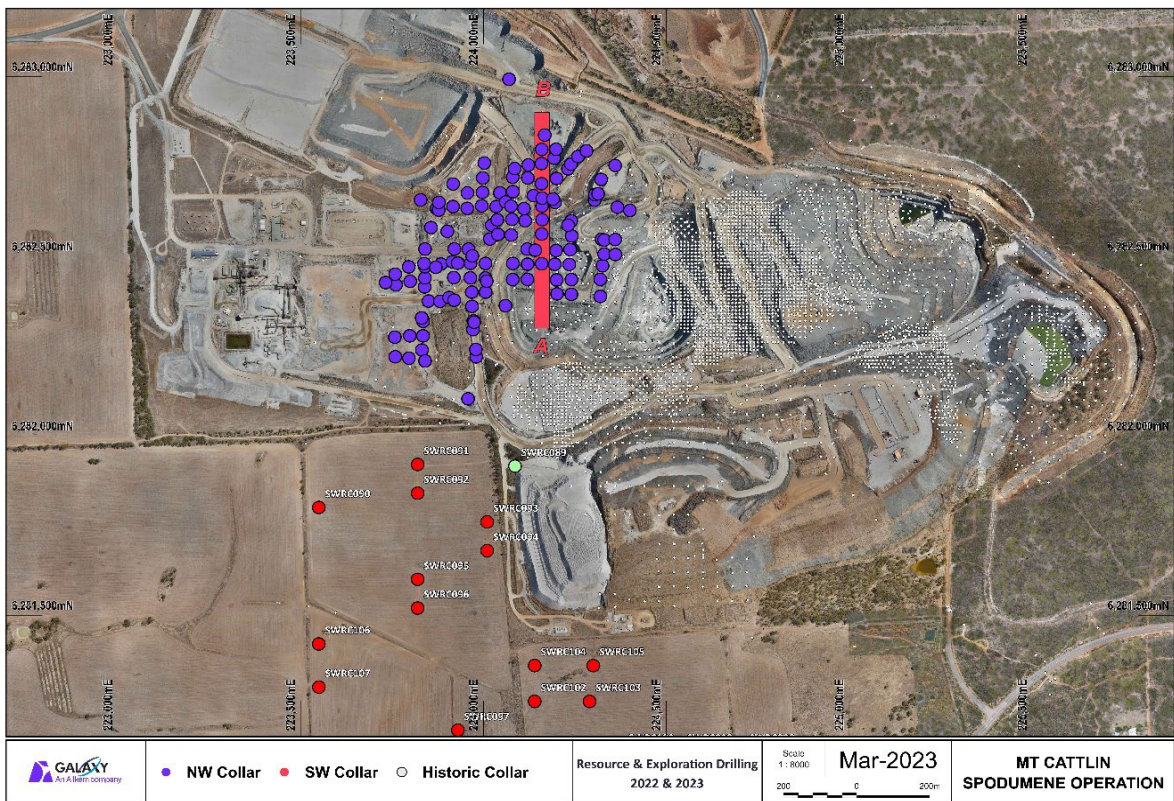 223,000mE 223,500mE 224,000mE 224,500mE 225,000mE 225,500mE
6,283,000mN 6,283,000mN
B
6,282,500mN 6,282,500mN
A
6,282,000mN 6,282,000mN
SWRC091
SWRC089
SWRC092
SWRC090
SWRC093
SWRC094
SWRC095
SWRC096
6,281,500mN 6,281,500mN
SWRC106
SWRC104 SWRC105
SWRC107
SWRC102 SWRC103
SWRC097
223,000mE 223,500mE 224,000mE 224,500mE 225,000mE 225,500mE
GALAXY
An Allkem company
NW Collar SW Collar Historic Collar
Resource & Exploration Drilling
2022 & 2023
Scale
1 : 8000
200 0 200m
Mar-2023
MT CATTLIN
SPODUMENE OPERATION